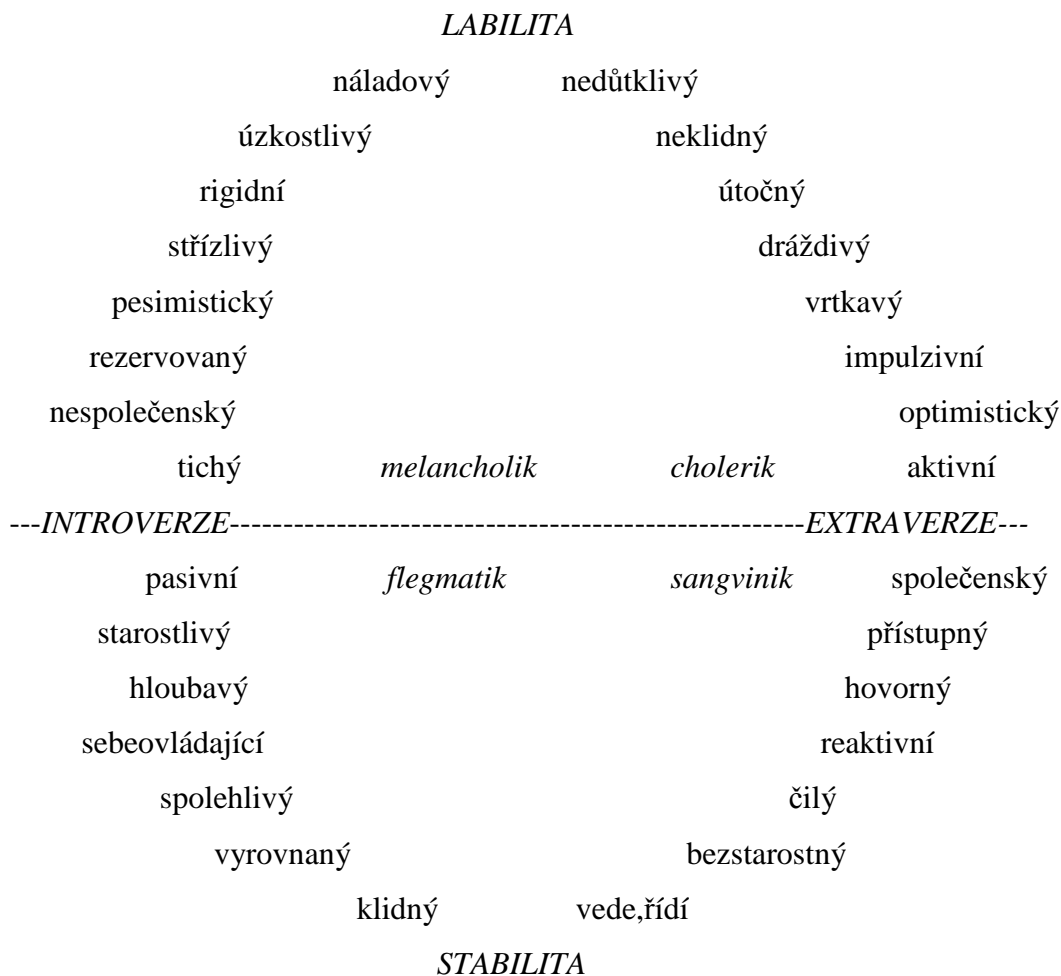 LABILITA
náladový nedůtklivý
úzkostlivý neklidný
rigidní útočný
střízlivý dráždivý
pesimistický vrtkavý
rezervovaný impulzivní
nespolečenský optimistický
tichý melancholik cholerik aktivní
---INTROVERZE------------------------------------------------------EXTRAVERZE---
pasivní flegmatik sangvinik společenský
starostlivý přístupný
hloubavý hovorný
sebeovládající reaktivní
spolehlivý čilý
vyrovnaný bezstarostný
klidný vede,řídí
STABILITA